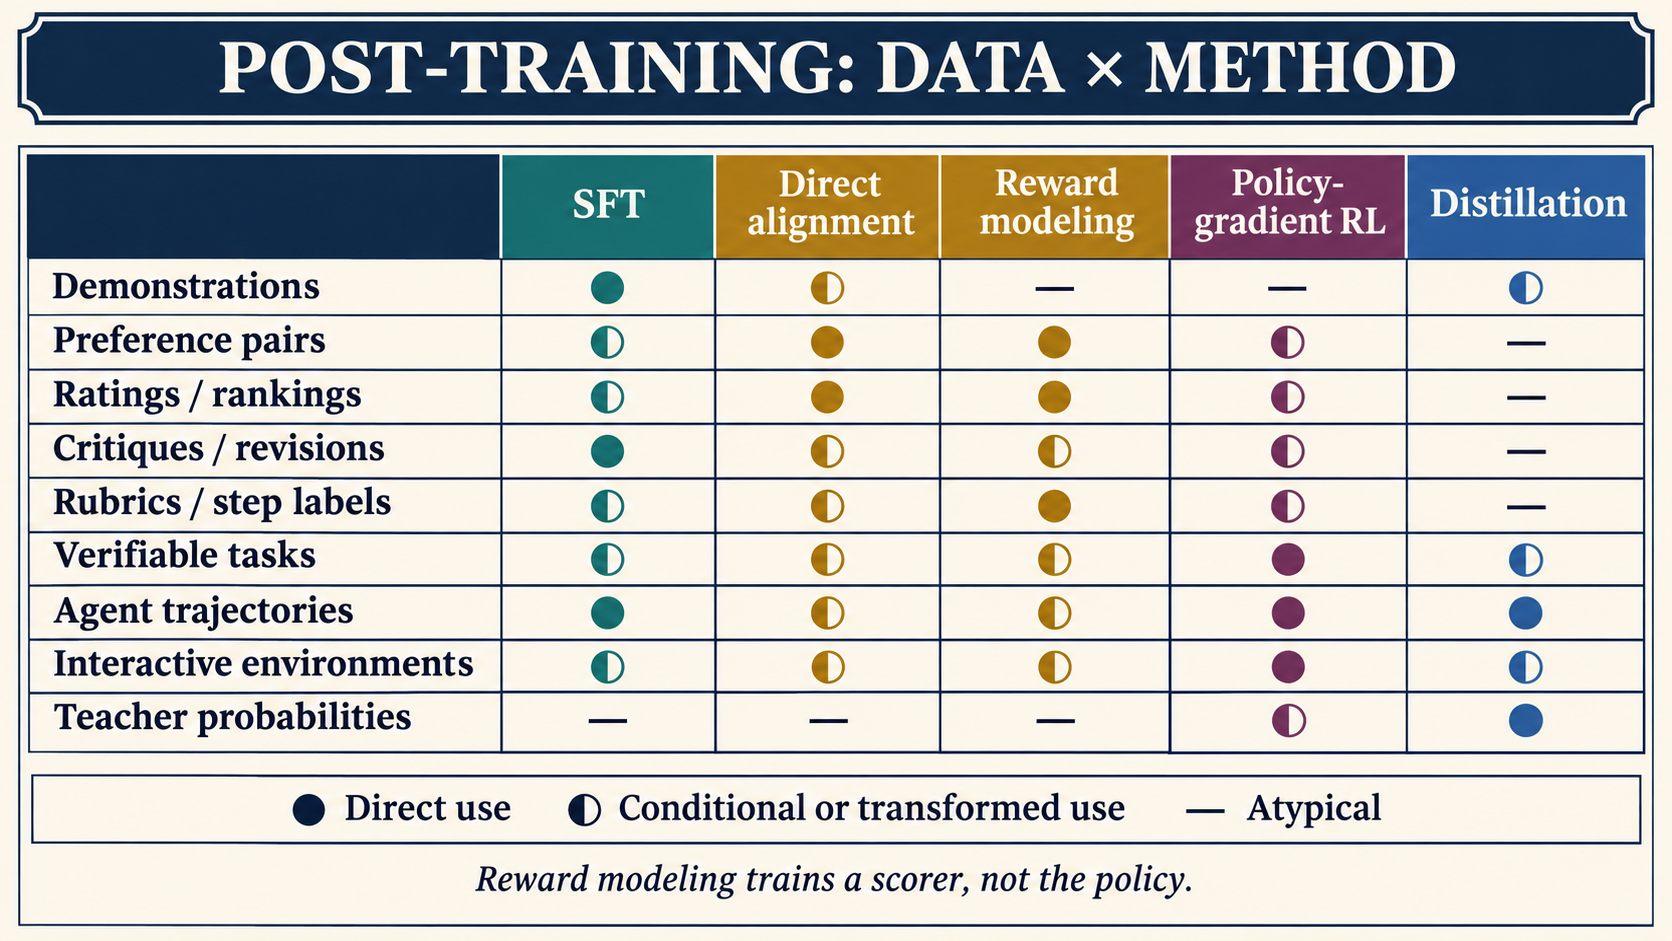 POST-TRAINING: DATA × METHOD
SFT
Direct
alignment
Reward
modeling
Policy-
gradient RL
Distillation
Demonstrations
Preference pairs
Ratings / rankings
Critiques / revisions
Rubrics / step labels
Verifiable tasks
Agent trajectories
Interactive environments
Teacher probabilities
Direct use
Conditional or transformed use
Atypical
Reward modeling trains a scorer, not the policy.